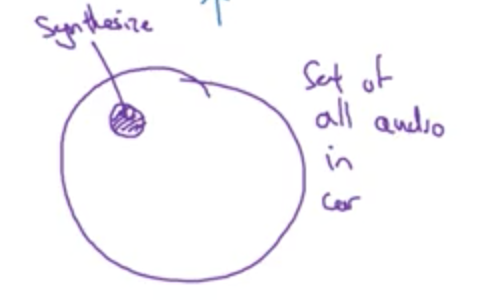 Synthesize
Set of
all audio
in
car